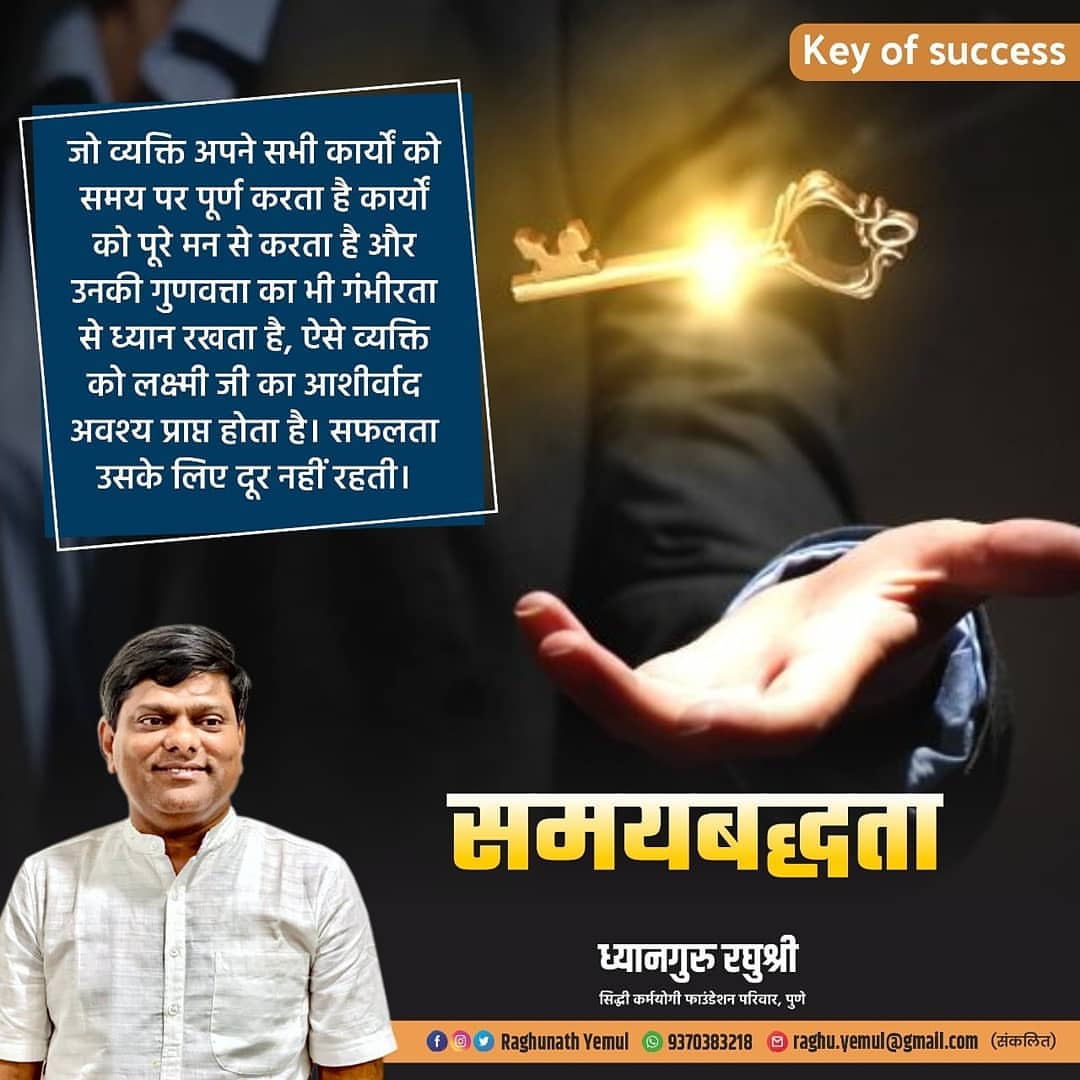 Key of success
जो व्यक्ति अपने सभी कार्यों को
समय पर पूर्ण करता है कार्यों
को पूरे मन से करता है और
उनकी गुणवत्ता का भी गंभीरता
से ध्यान रखता है, ऐसे व्यक्ति
को लक्ष्मी जी का आशीर्वाद
अवश्य प्राप्त होता है। सफलता
उसके लिए दूर नहीं रहती।
समयबद्धता
ध्यानगुरु रघुश्री
सिद्धी कर्मयोगी फाउंडेशन परिवार, पुणे
Raghunath Yemul 9370383218 raghu.yemul@gmail.com (संकलित)